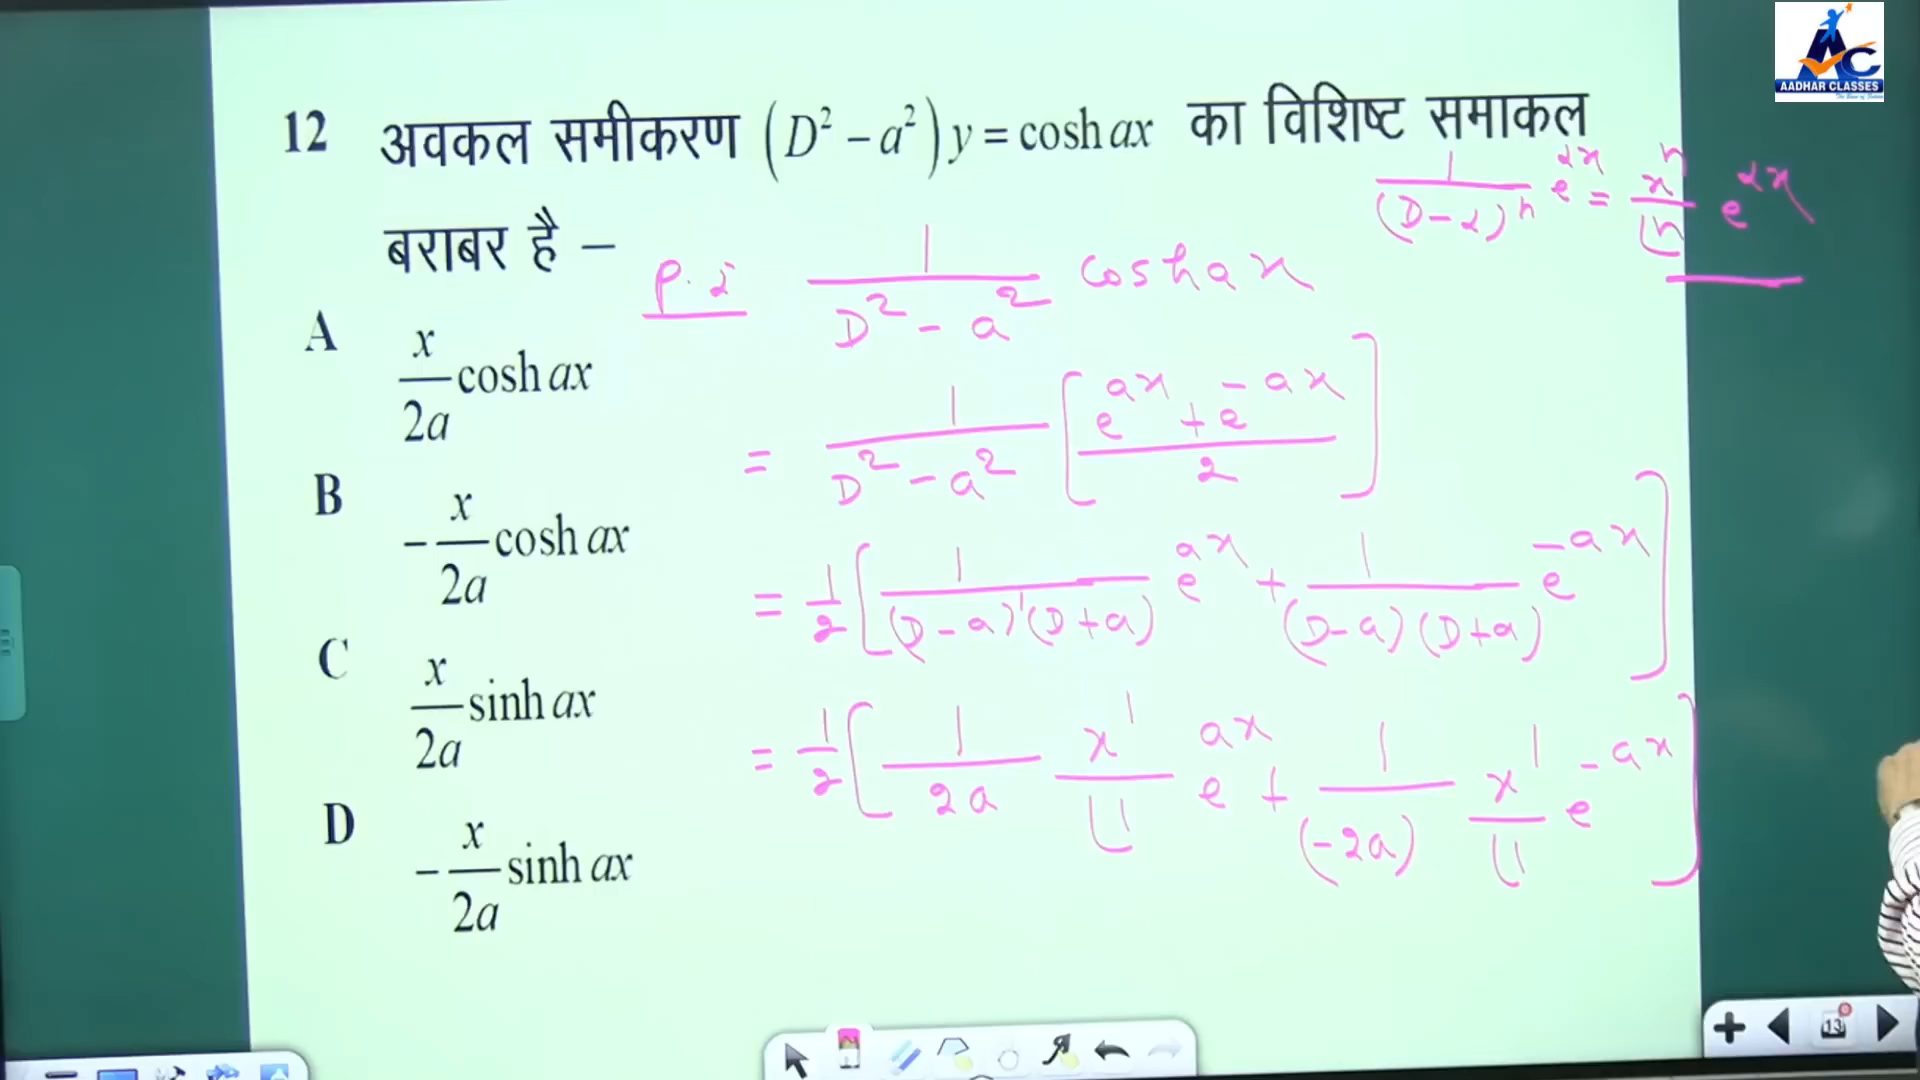 AADHAR CLASSES
12 अवकल समीकरण (D² − a²) y = cosh ax का विशिष्ट समाकल
बराबर है −
1/(D−α)ⁿ e^αx = xⁿ/⌊n e^αx
A x/2a cosh ax
B −x/2a cosh ax
C x/2a sinh ax
D −x/2a sinh ax
P.I 1/(D² − a²) cosh ax
= 1/(D² − a²) [(e^ax + e^−ax)/2]
= 1/2 [1/((D−a)¹(D+a)) e^ax + 1/((D−a)(D+a)) e^−ax]
= 1/2 [1/2a x¹/⌊1 e^ax + 1/(−2a) x¹/⌊1 e^−ax]
13